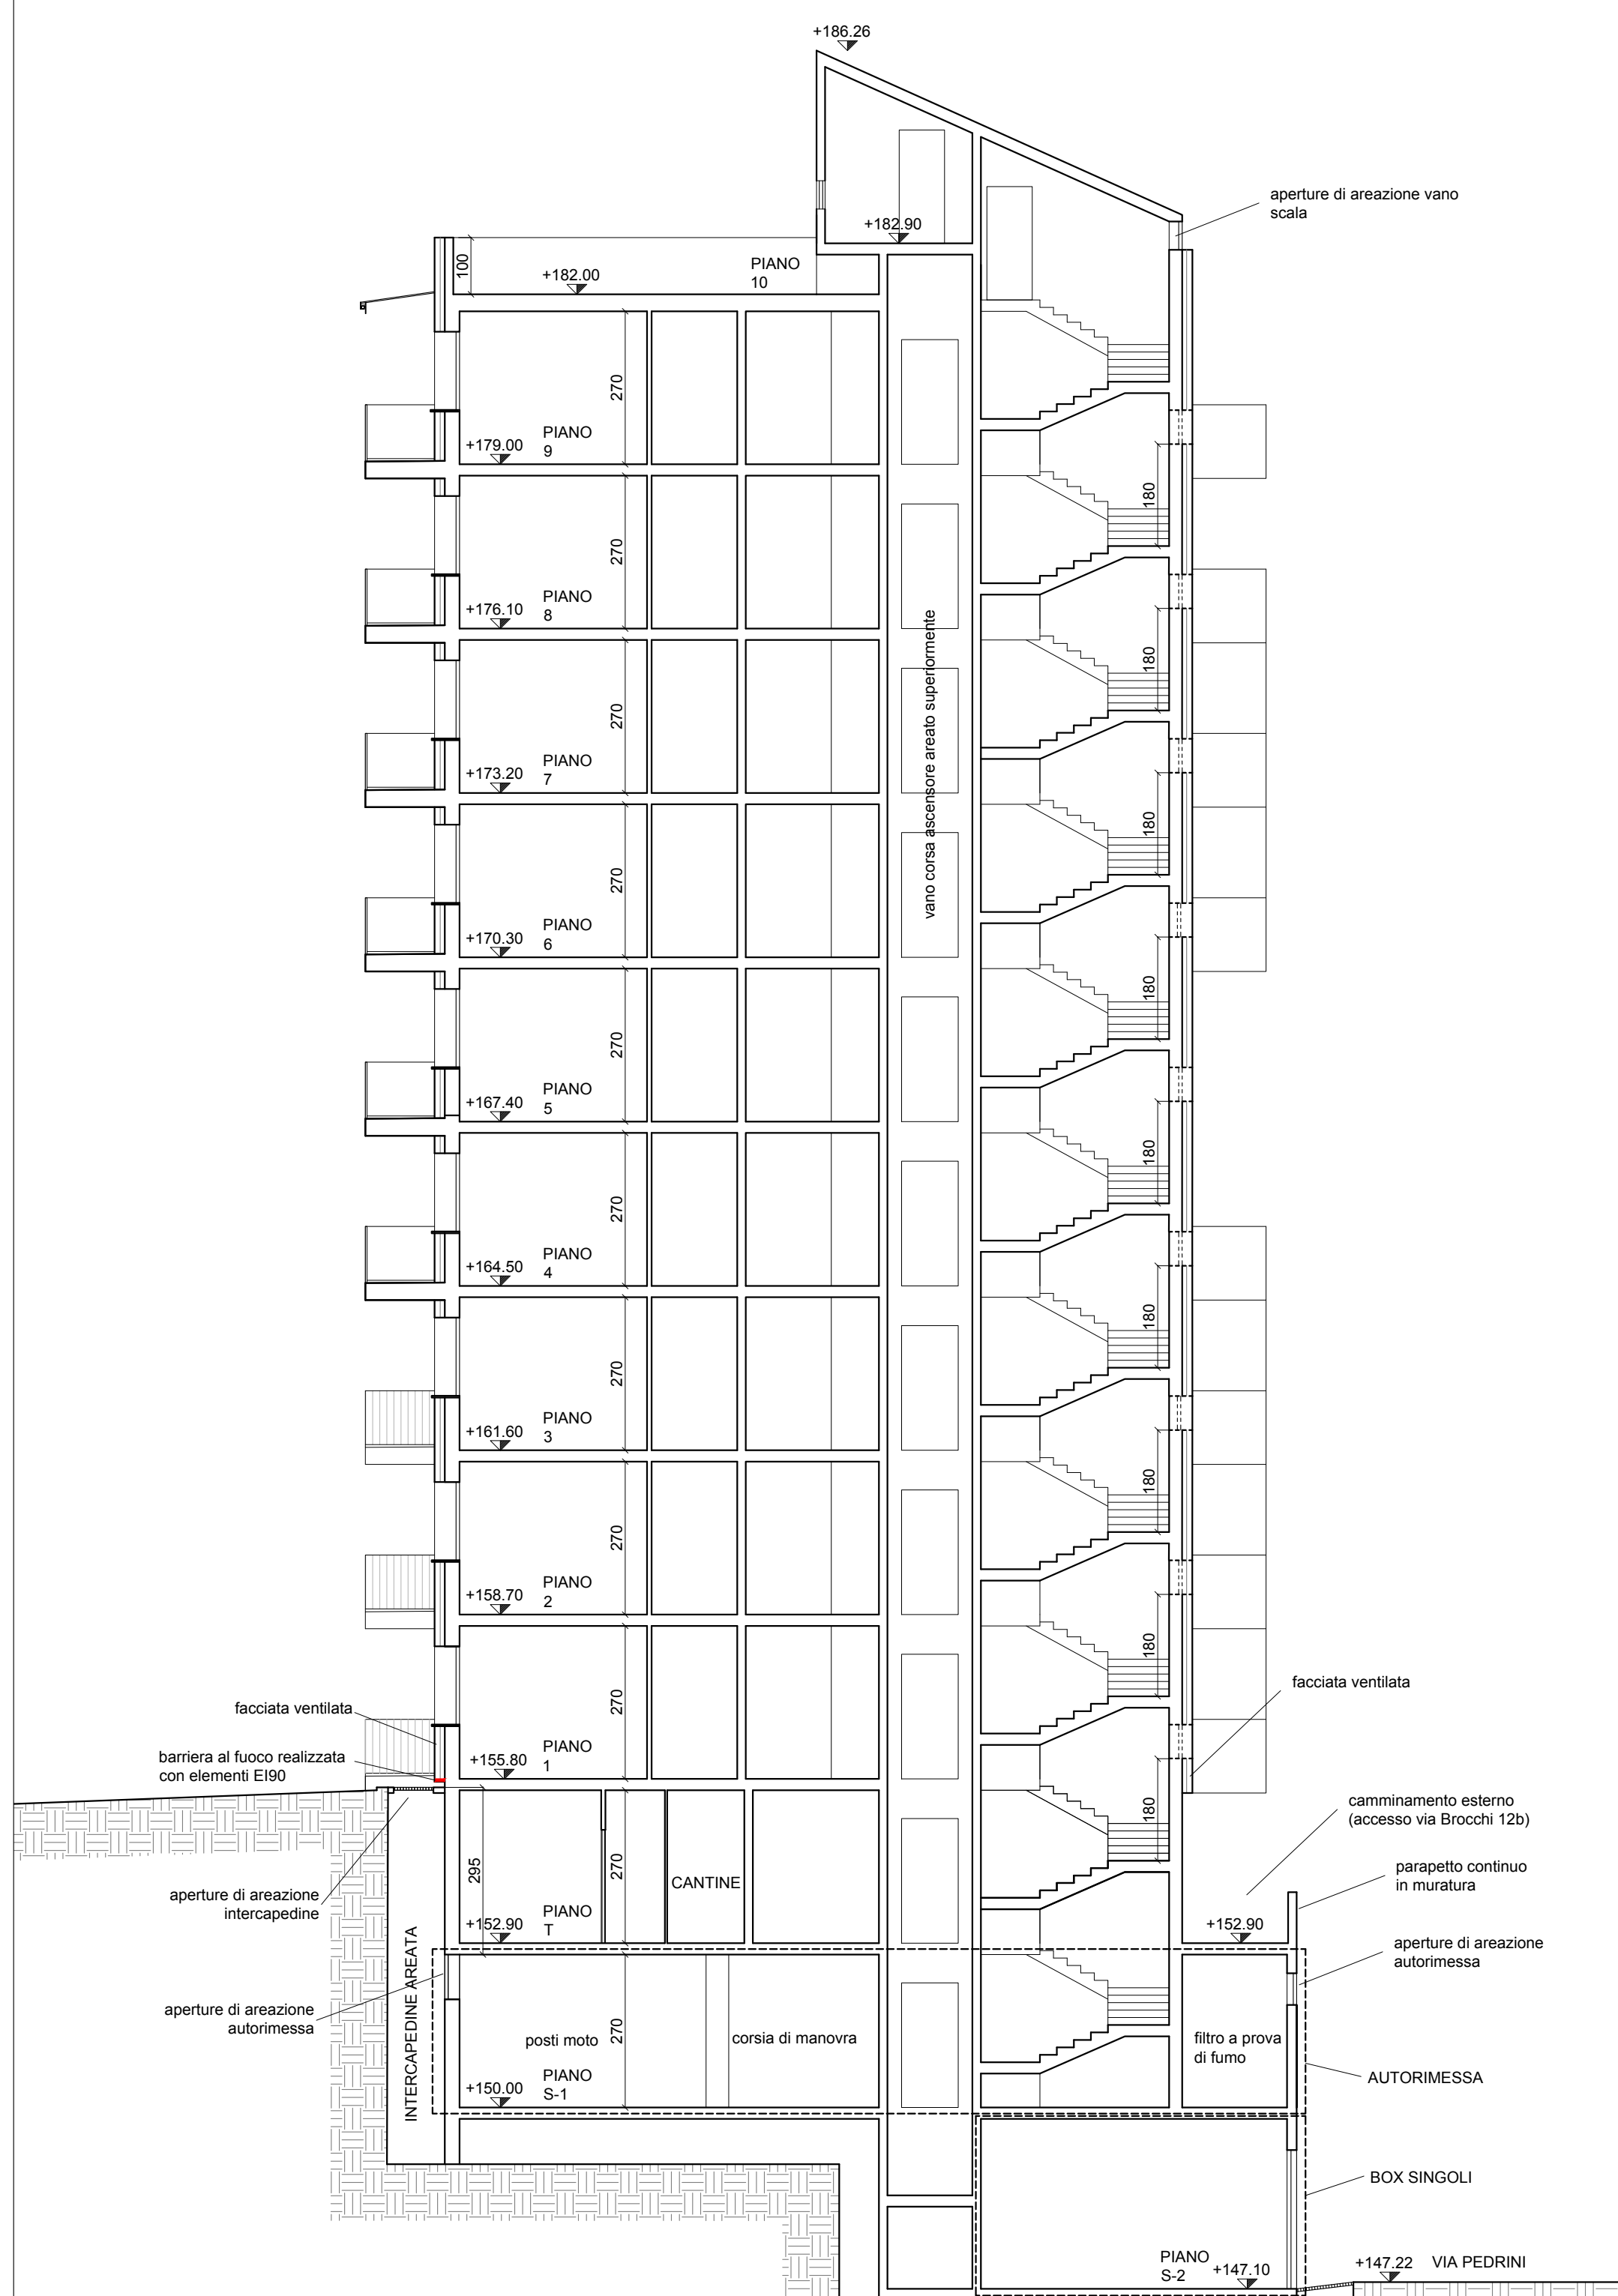 +186.26
aperture di areazione vano
scala
+182.90
100
+182.00
PIANO
10
270
+179.00
PIANO
9
180
270
+176.10
PIANO
8
180
vano corsa ascensore areato superiormente
270
+173.20
PIANO
7
180
270
+170.30
PIANO
6
180
270
+167.40
PIANO
5
180
270
+164.50
PIANO
4
180
270
+161.60
PIANO
3
180
270
+158.70
PIANO
2
180
facciata ventilata
270
facciata ventilata
barriera al fuoco realizzata
con elementi EI90
+155.80
PIANO
1
180
camminamento esterno
(accesso via Brocchi 12b)
295
270
CANTINE
parapetto continuo
in muratura
aperture di areazione
intercapedine
+152.90
PIANO
T
+152.90
INTERCAPEDINE AREATA
aperture di areazione
autorimessa
aperture di areazione
autorimessa
posti moto
270
corsia di manovra
filtro a prova
di fumo
+150.00
PIANO
S-1
AUTORIMESSA
BOX SINGOLI
PIANO
S-2
+147.10
+147.22
VIA PEDRINI